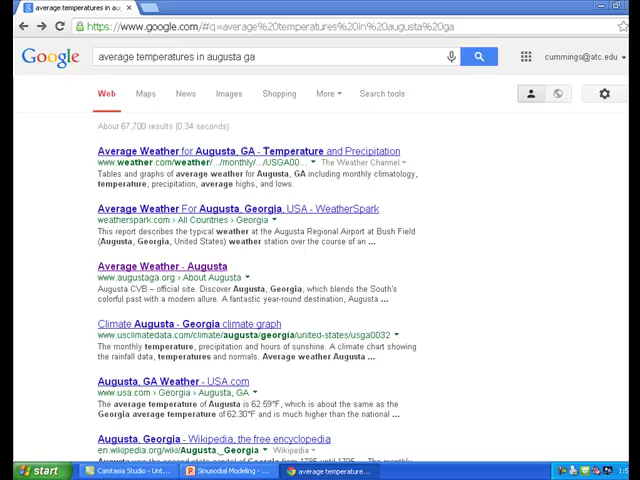 average temperatures in aug
https://www.google.com/#q=average%20temperatures%20in%20augusta%20ga
Google
average temperatures in augusta ga
cummings@atc.edu
Web Maps News Images Shopping More Search tools
About 67,700 results (0.34 seconds)
Average Weather for Augusta, GA - Temperature and Precipitation
www.weather.com/weather/.../monthly/.../USGA00... The Weather Channel
Tables and graphs of average weather for Augusta, GA including monthly climatology,
temperature, precipitation, average highs, and lows.
Average Weather For Augusta, Georgia, USA - WeatherSpark
weatherspark.com › All Countries › Georgia
This report describes the typical weather at the Augusta Regional Airport at Bush Field
(Augusta, Georgia, United States) weather station over the course of an ...
Average Weather - Augusta
www.augustaga.org › About Augusta
Augusta CVB – official site. Discover Augusta, Georgia, which blends the South's
colorful past with a modern allure. A fantastic year-round destination, Augusta ...
Climate Augusta - Georgia climate graph
www.usclimatedata.com/climate/augusta/georgia/united-states/usga0032
The monthly temperature, precipitation and hours of sunshine. A climate chart showing
the rainfall data, temperatures and normals. Average weather Augusta ...
Augusta, GA Weather - USA.com
www.usa.com › Georgia › Augusta, GA
The average temperature of Augusta is 62.59°F, which is about the same as the
Georgia average temperature of 62.30°F and is much higher than the national ...
Augusta, Georgia - Wikipedia, the free encyclopedia
en.wikipedia.org/wiki/Augusta,_Georgia Wikipedia
start
Camtasia Studio - Unt...
Sinusodial Modeling - ...
average temperature...
1:5